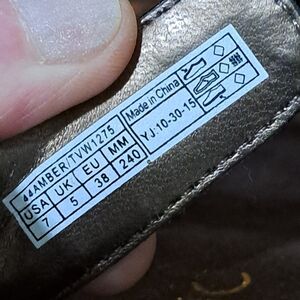 44AMBER/TVW1275
USA UK EU MM
7 5 38 240
Made in China
YJ 10-30-15